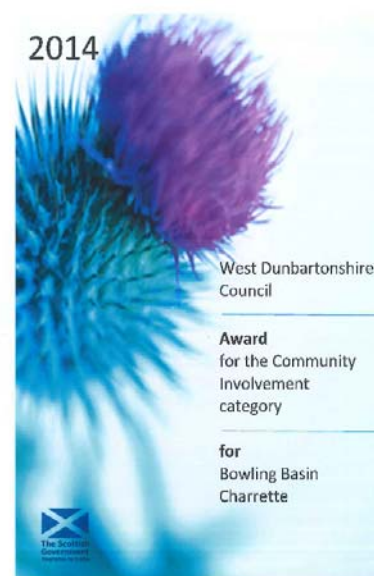 2014
West Dunbartonshire
Council
Award
for the Community
Involvement
category
for
Bowling Basin
Charrette
The Scottish
Government